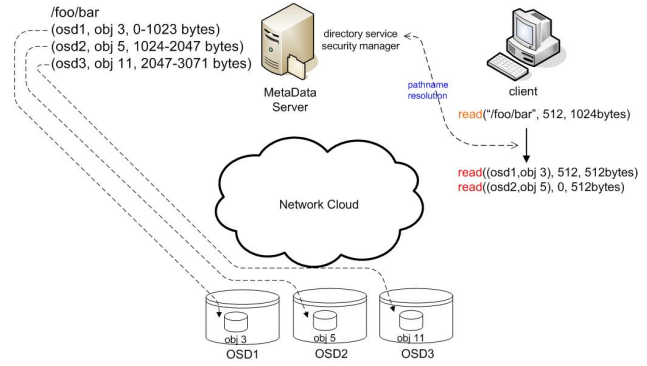 /foo/bar
(osd1, obj 3, 0-1023 bytes)
(osd2, obj 5, 1024-2047 bytes)
(osd3, obj 11, 2047-3071 bytes)
directory service
security manager
MetaData
Server
pathname
resolution
client
read("/foo/bar", 512, 1024bytes)
read((osd1,obj 3), 512, 512bytes)
read((osd2,obj 5), 0, 512bytes)
Network Cloud
obj 3
obj 5
obj 11
OSD1
OSD2
OSD3